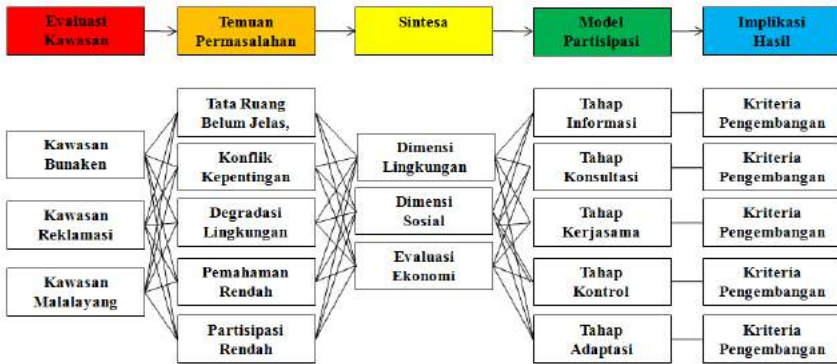 Evaluasi
Kawasan
Temuan
Permasalahan
Sintesa
Model
Partisipasi
Implikasi
Hasil
Kawasan
Bunaken
Kawasan
Reklamasi
Kawasan
Malalayang
Tata Ruang
Belum Jelas,
Konflik
Kepentingan
Degradasi
Lingkungan
Pemahaman
Rendah
Partisipasi
Rendah
Dimensi
Lingkungan
Dimensi
Sosial
Evaluasi
Ekonomi
Tahap
Informasi
Tahap
Konsultasi
Tahap
Kerjasama
Tahap
Kontrol
Tahap
Adaptasi
Kriteria
Pengembangan
Kriteria
Pengembangan
Kriteria
Pengembangan
Kriteria
Pengembangan
Kriteria
Pengembangan